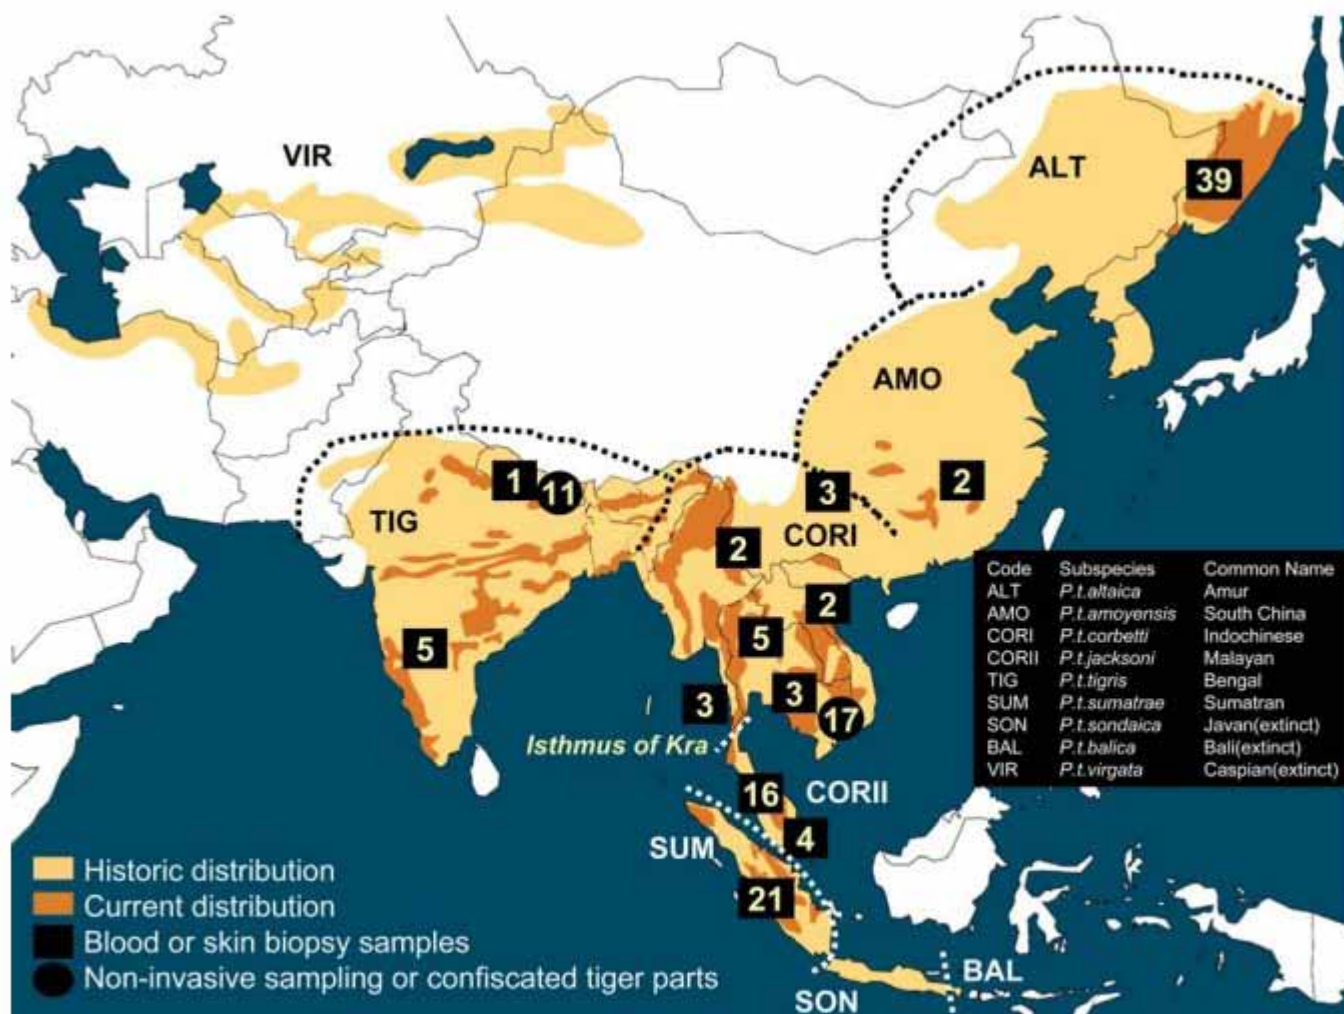 VIR
ALT
39
AMO
1
11
3
2
TIG
CORI
2
2
5
5
3
3
17
Isthmus of Kra
16
CORII
4
SUM
21
BAL
SON
Code Subspecies Common Name
ALT P.t.altaica Amur
AMO P.t.amoyensis South China
CORI P.t.corbetti Indochinese
CORII P.t.jacksoni Malayan
TIG P.t.tigris Bengal
SUM P.t.sumatrae Sumatran
SON P.t.sondaica Javan(extinct)
BAL P.t.balica Bali(extinct)
VIR P.t.virgata Caspian(extinct)
Historic distribution
Current distribution
Blood or skin biopsy samples
Non-invasive sampling or confiscated tiger parts